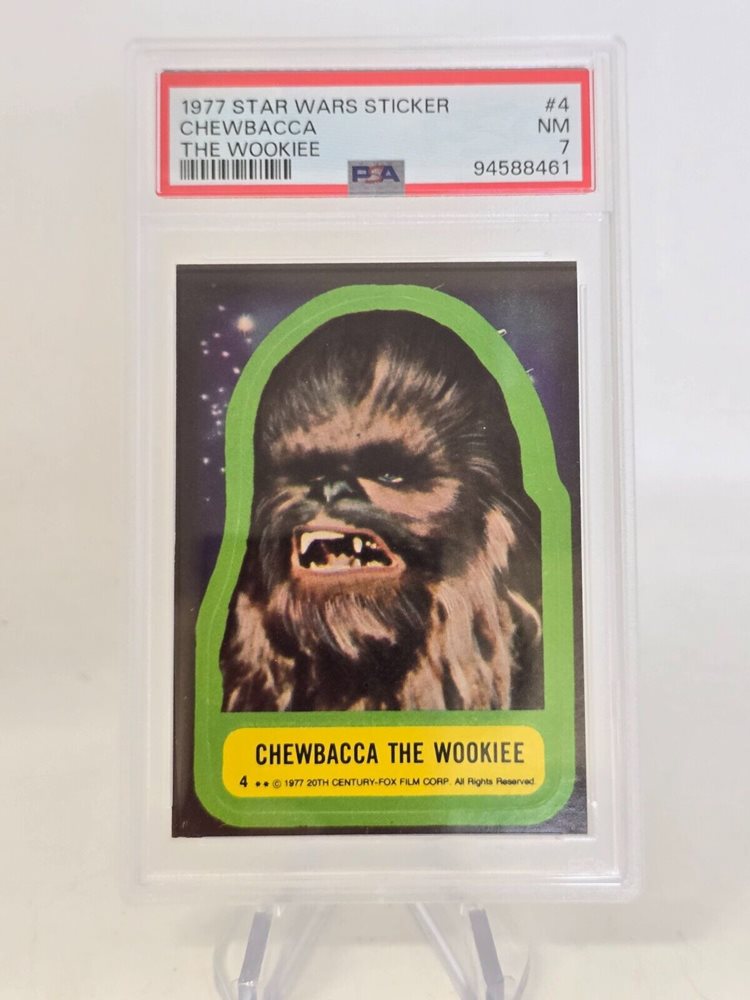 1977 STAR WARS STICKER #4
CHEWBACCA NM
THE WOOKIEE 7
PSA 94588461
CHEWBACCA THE WOOKIEE
4 ** © 1977 20TH CENTURY-FOX FILM CORP. All Rights Reserved.